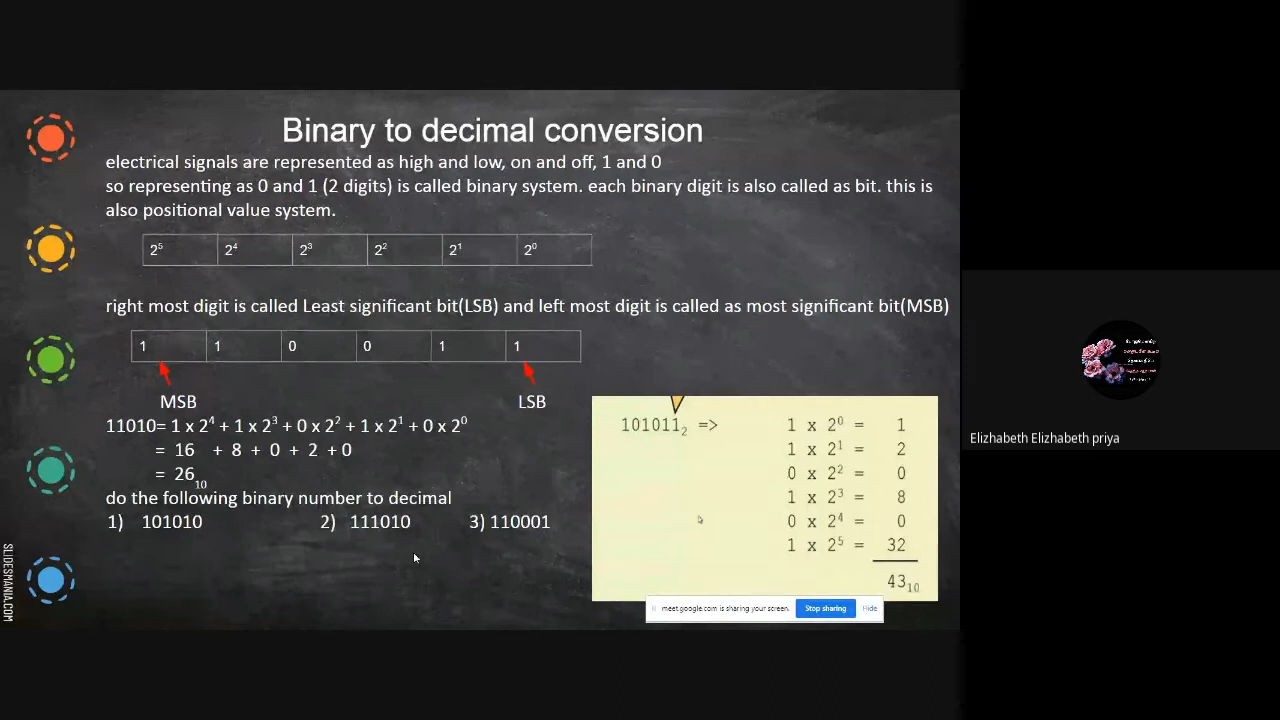 Binary to decimal conversion
electrical signals are represented as high and low, on and off, 1 and 0
so representing as 0 and 1 (2 digits) is called binary system. each binary digit is also called as bit. this is
also positional value system.
2⁵ 2⁴ 2³ 2² 2¹ 2⁰
right most digit is called Least significant bit(LSB) and left most digit is called as most significant bit(MSB)
1 1 0 0 1 1
MSB LSB
11010= 1 x 2⁴ + 1 x 2³ + 0 x 2² + 1 x 2¹ + 0 x 2⁰
= 16 + 8 + 0 + 2 +0
= 26₁₀
do the following binary number to decimal
1) 101010 2) 111010 3) 110001
101011₂ => 1 x 2⁰ = 1
1 x 2¹ = 2
0 x 2² = 0
1 x 2³ = 8
0 x 2⁴ = 0
1 x 2⁵ = 32
43₁₀
meet.google.com is sharing your screen. Stop sharing Hide
SLIDESMANIA.COM
Elizhabeth Elizhabeth priya